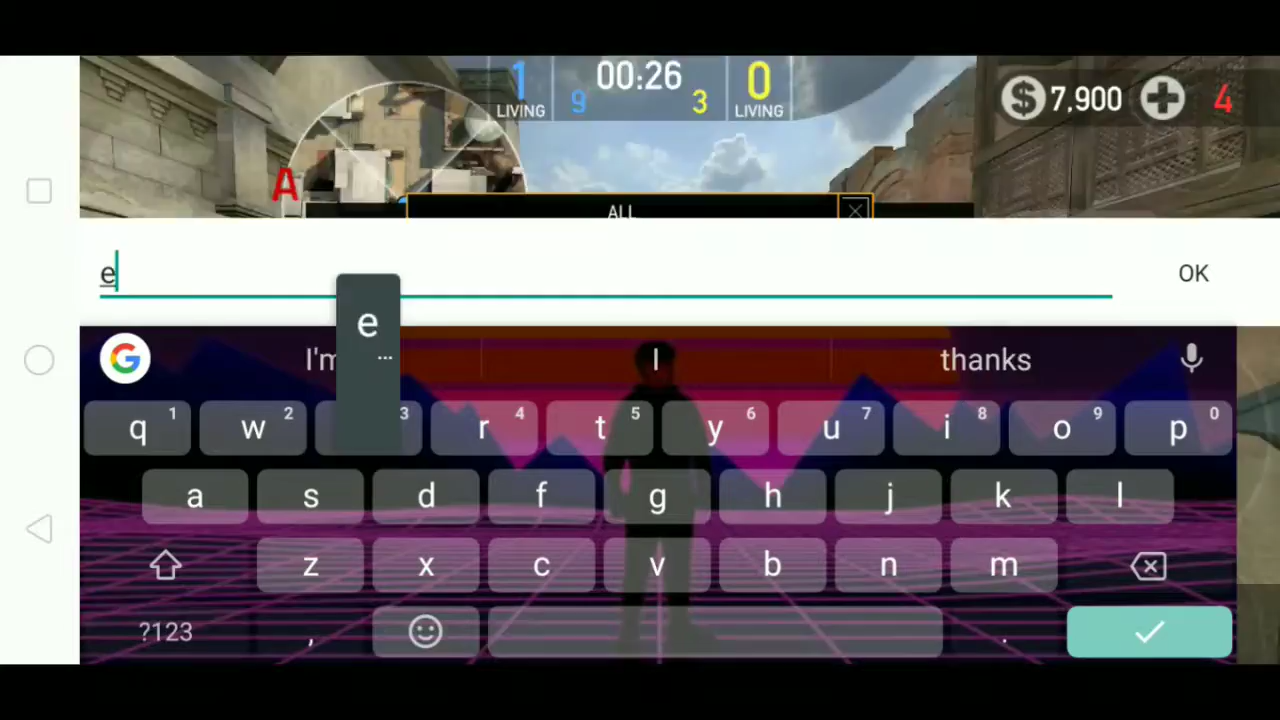 1 00:26 0 $ 7,900 4
LIVING 9 3 LIVING
A
ALL
e
OK
e
...
I'm I thanks
q 1 w 2 3 r 4 t 5 y 6 u 7 i 8 o 9 p 0
a s d f g h j k l
z x c v b n m
?123 , .